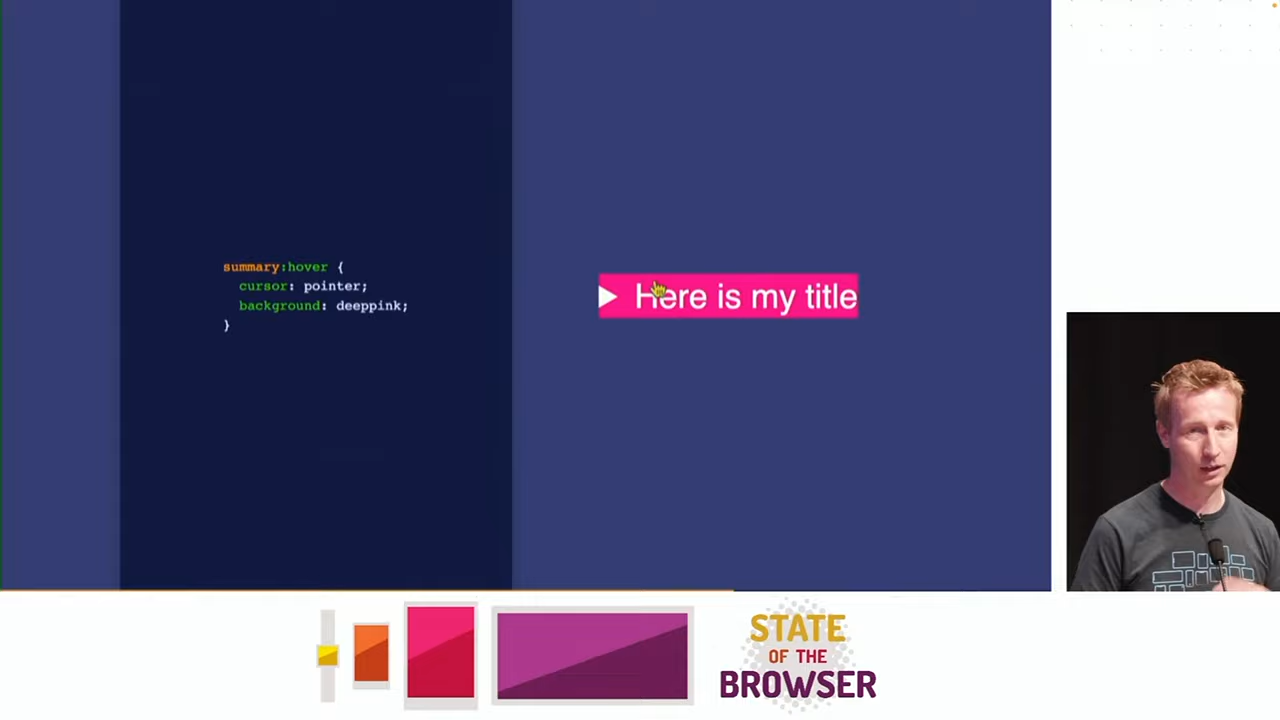 summary:hover {
cursor: pointer;
background: deeppink;
}
Here is my title
STATE
OF THE
BROWSER